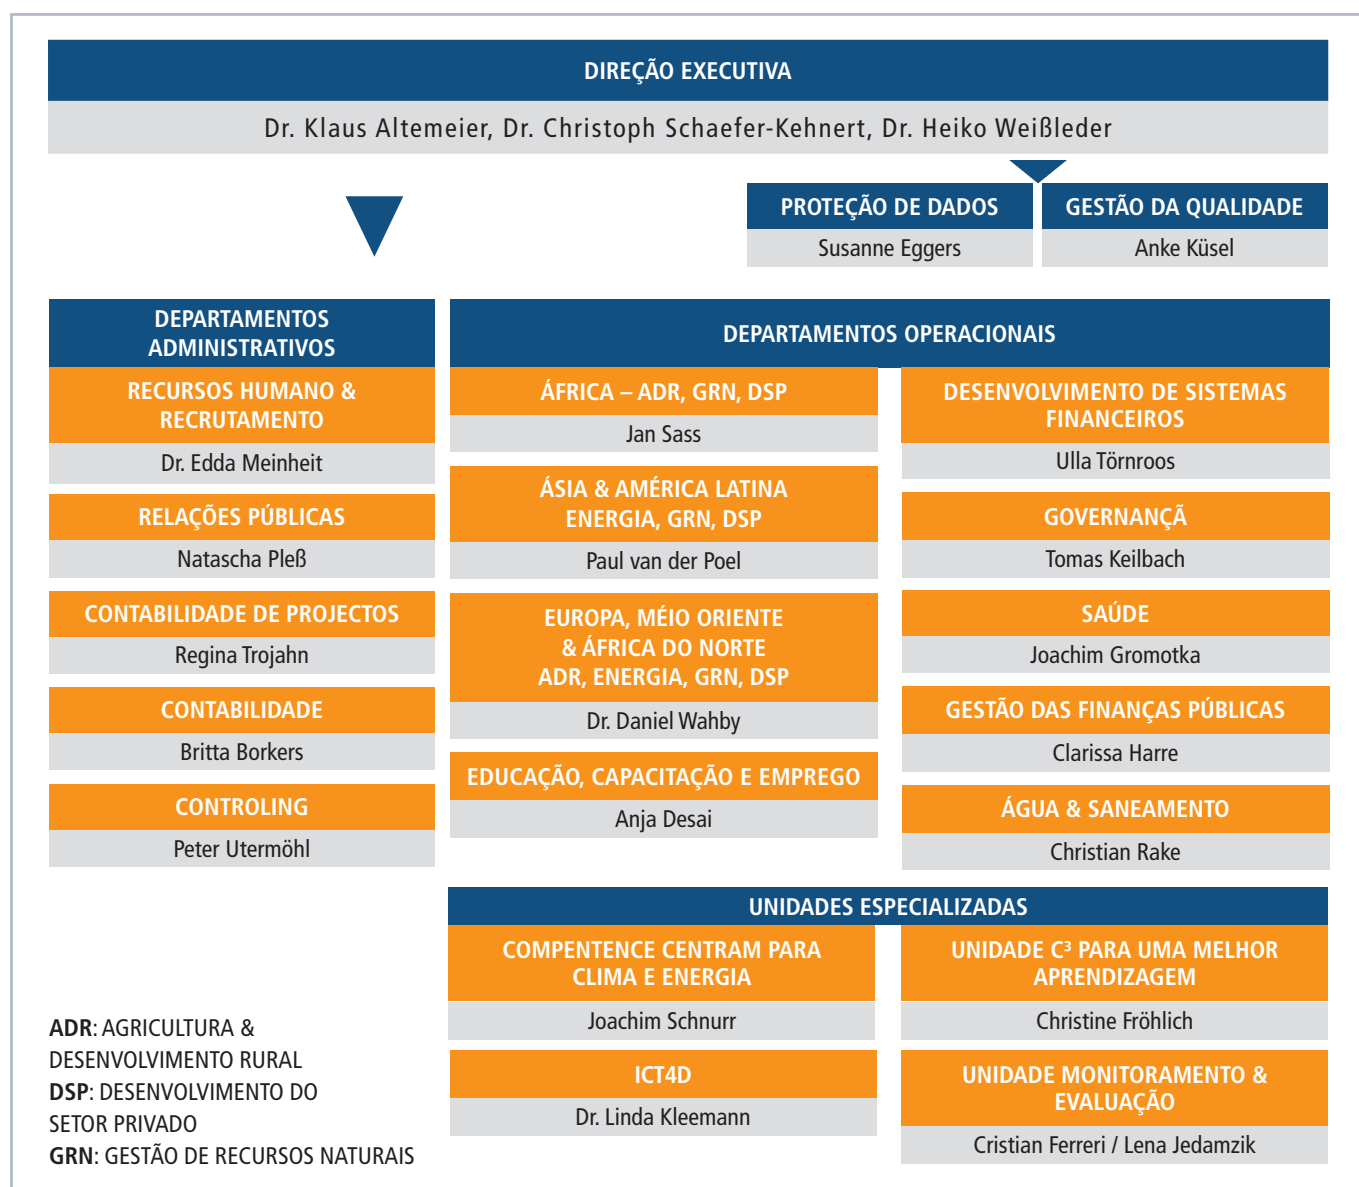 DIREÇÃO EXECUTIVA
Dr. Klaus Altemeier, Dr. Christoph Schaefer-Kehnert, Dr. Heiko Weißleder
PROTEÇÃO DE DADOS
Susanne Eggers
GESTÃO DA QUALIDADE
Anke Küsel
DEPARTAMENTOS
ADMINISTRATIVOS
RECURSOS HUMANO &
RECRUTAMENTO
Dr. Edda Meinheit
RELAÇÕES PÚBLICAS
Natascha Pleß
CONTABILIDADE DE PROJECTOS
Regina Trojahn
CONTABILIDADE
Britta Borkers
CONTROLING
Peter Utermöhl
DEPARTAMENTOS OPERACIONAIS
ÁFRICA – ADR, GRN, DSP
Jan Sass
ÁSIA & AMÉRICA LATINA
ENERGIA, GRN, DSP
Paul van der Poel
EUROPA, MÉIO ORIENTE
& ÁFRICA DO NORTE
ADR, ENERGIA, GRN, DSP
Dr. Daniel Wahby
EDUCAÇÃO, CAPACITAÇÃO E EMPREGO
Anja Desai
DESENVOLVIMENTO DE SISTEMAS
FINANCEIROS
Ulla Törnroos
GOVERNANÇÃ
Tomas Keilbach
SAÚDE
Joachim Gromotka
GESTÃO DAS FINANÇAS PÚBLICAS
Clarissa Harre
ÁGUA & SANEAMENTO
Christian Rake
UNIDADES ESPECIALIZADAS
COMPENTENCE CENTRAM PARA
CLIMA E ENERGIA
Joachim Schnurr
ICT4D
Dr. Linda Kleemann
UNIDADE C³ PARA UMA MELHOR
APRENDIZAGEM
Christine Fröhlich
UNIDADE MONITORAMENTO &
EVALUAÇÃO
Cristian Ferreri / Lena Jedamzik
ADR: AGRICULTURA &
DESENVOLVIMENTO RURAL
DSP: DESENVOLVIMENTO DO
SETOR PRIVADO
GRN: GESTÃO DE RECURSOS NATURAIS